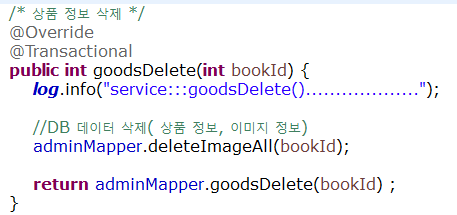 /* 상품 정보 삭제 */
@Override
@Transactional
public int goodsDelete(int bookId) {
log.info("service:::goodsDelete()...................");
//DB 데이터 삭제( 상품 정보, 이미지 정보)
adminMapper.deleteImageAll(bookId);
return adminMapper.goodsDelete(bookId) ;
}